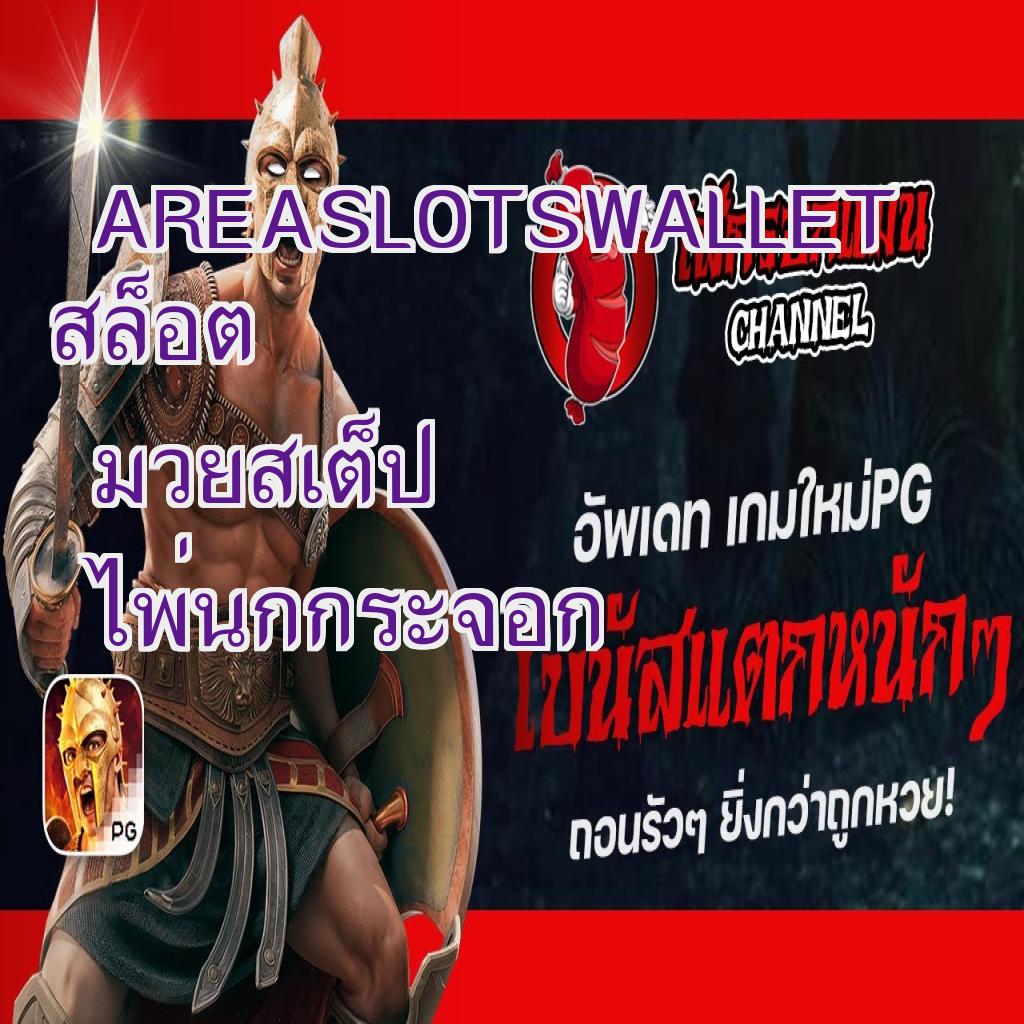 AREASLOTSWALLET
CHANNEL
สล็อต
มวยสเต็ป
อัพเดท เกมใหม่PG
ไพ่นกกระจอก
โบนัสแตกหนักๆ
ถอนรัวๆ ยิ่งกว่าถูกหวย!
PG